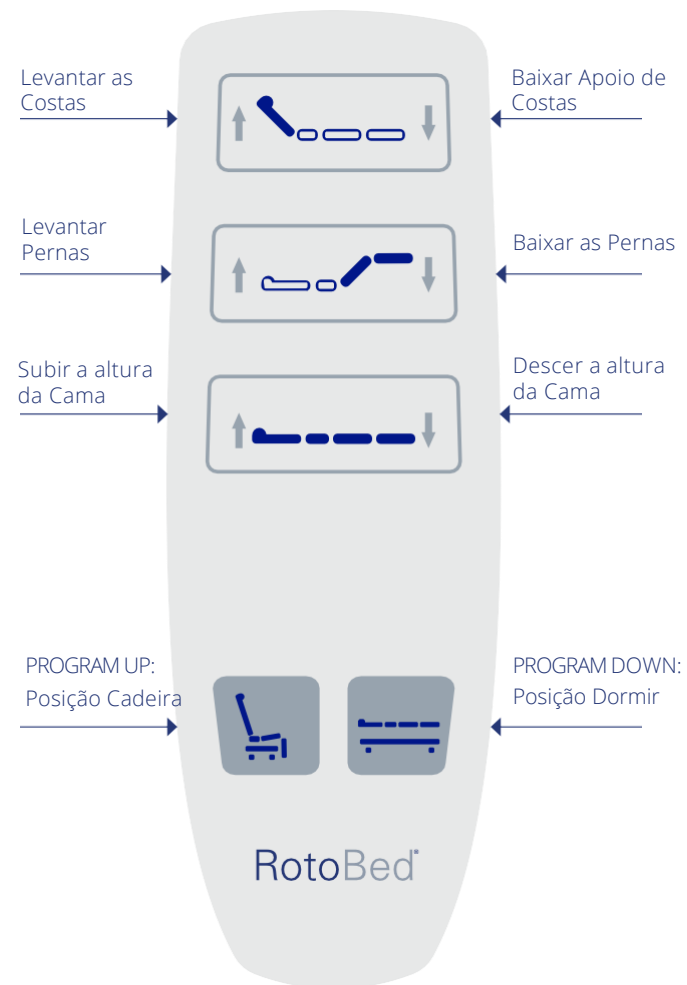 Levantar as
Costas
Baixar Apoio de
Costas
Levantar
Pernas
Baixar as Pernas
Subir a altura
da Cama
Descer a altura
da Cama
PROGRAM UP:
Posição Cadeira
PROGRAM DOWN:
Posição Dormir
RotoBed